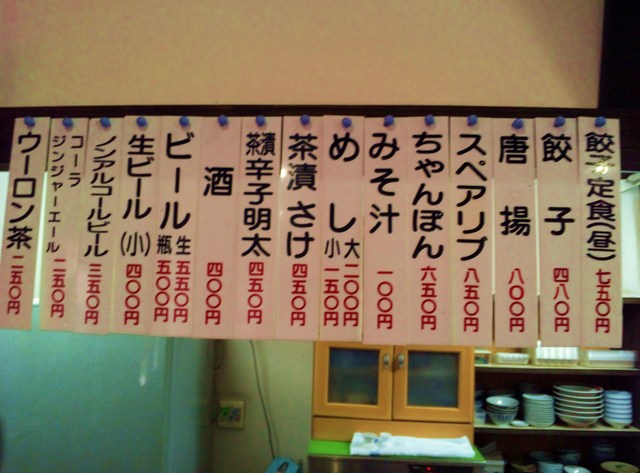 餃子定食(昼) 七五〇円
餃子 四八〇円
唐揚 八〇〇円
スペアリブ 八五〇円
ちゃんぽん 六五〇円
みそ汁 一〇〇円
めし 大 二〇〇円
小 一五〇円
茶漬 さけ 四五〇円
茶漬 辛子明太 四五〇円
酒 四〇〇円
ビール 生 五五〇円
瓶 五〇〇円
生ビール(小) 四〇〇円
ノンアルコールビール 三五〇円
コーラ
ジンジャーエール 二五〇円
ウーロン茶 二五〇円